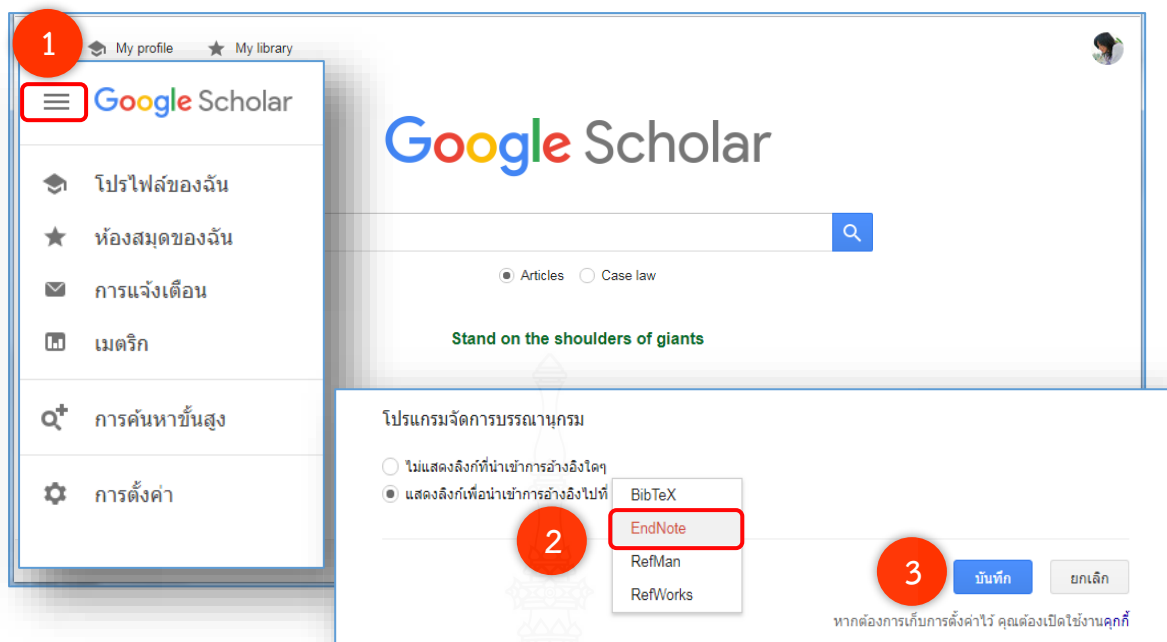 1
My profile
My library
Google Scholar
โปรไฟล์ของฉัน
ห้องสมุดของฉัน
การแจ้งเตือน
เมตริก
การค้นหาขั้นสูง
การตั้งค่า
Google Scholar
Articles
Case law
Stand on the shoulders of giants
โปรแกรมจัดการบรรณานุกรม
ไม่แสดงลิงก์ที่นำเข้าการอ้างอิงใดๆ
แสดงลิงก์เพื่อนำเข้าการอ้างอิงไปที่
BibTeX
EndNote
RefMan
RefWorks
2
3
บันทึก
ยกเลิก
หากต้องการเก็บการตั้งค่าไว้ คุณต้องเปิดใช้งานคุกกี้